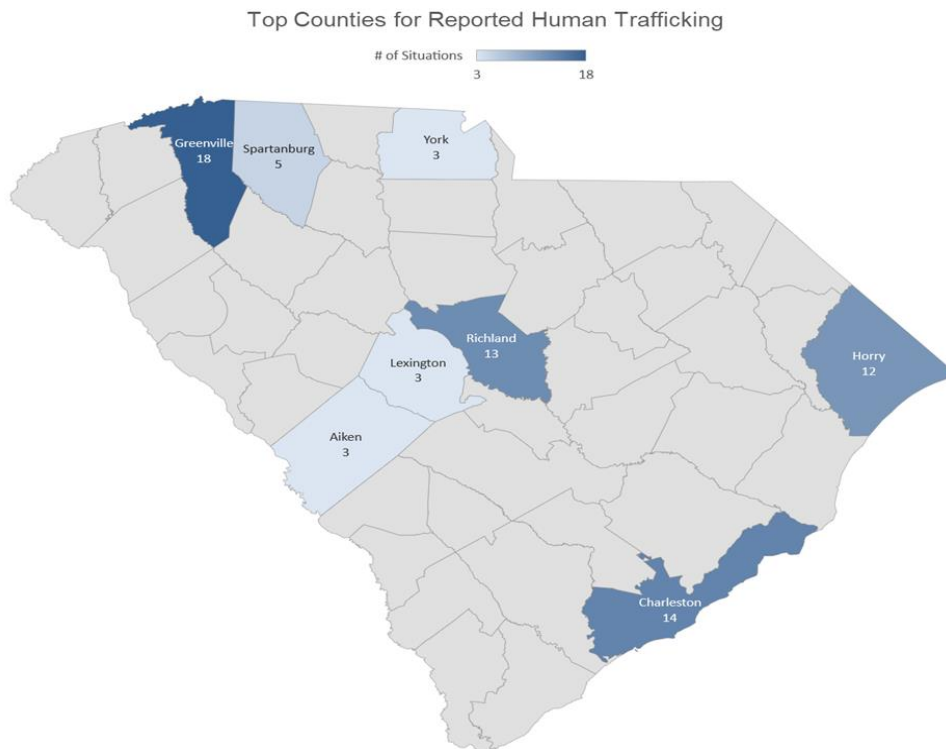 Top Counties for Reported Human Trafficking
# of Situations
3 18
Greenville
18
Spartanburg
5
York
3
Richland
13
Lexington
3
Horry
12
Aiken
3
Charleston
14